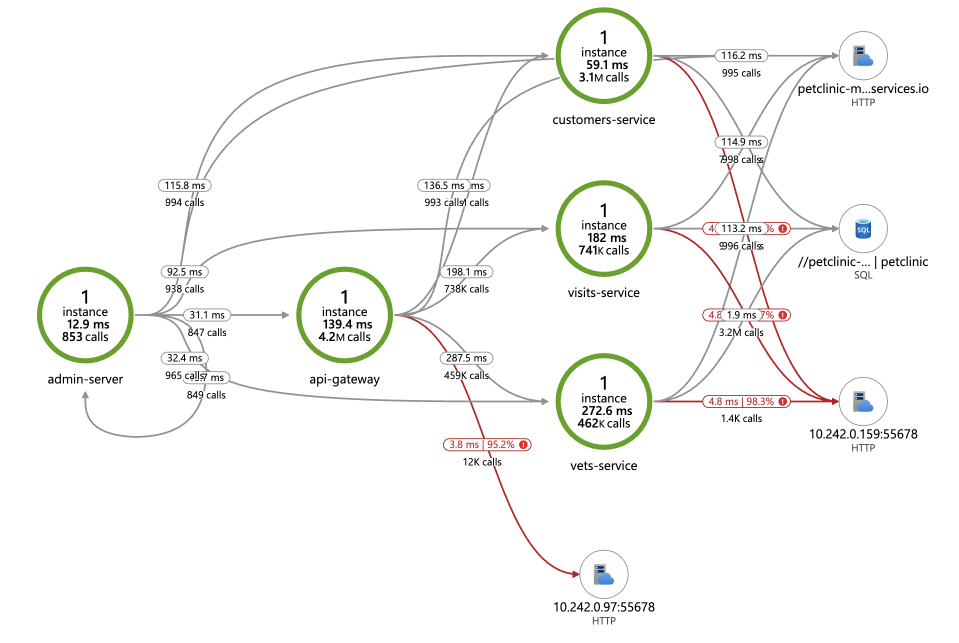 1
instance
59.1 ms
3.1M calls
customers-service
116.2 ms
995 calls
petclinic-m...services.io
HTTP
114.9 ms
998 calls
115.8 ms
994 calls
136.5 ms
ms
993 calls
calls
1
instance
182 ms
741K calls
visits-service
113.2 ms
996 calls
SQL
//petclinic-... | petclinic
SQL
92.5 ms
938 calls
198.1 ms
738K calls
1
instance
12.9 ms
853 calls
admin-server
31.1 ms
847 calls
1
instance
139.4 ms
4.2M calls
api-gateway
1.9 ms
3.2M calls
32.4 ms
965 calls
7 ms
849 calls
287.5 ms
459K calls
1
instance
272.6 ms
462K calls
vets-service
4.8 ms | 98.3%
1.4K calls
10.242.0.159:55678
HTTP
3.8 ms | 95.2%
12K calls
10.242.0.97:55678
HTTP